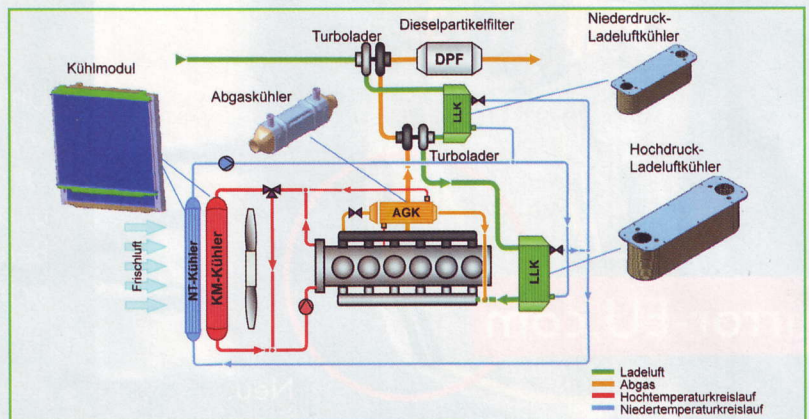 Dieselpartikelfilter
Turbolader
DPF
Niederdruck-
Ladeluftkühler
Kühlmodul
Abgaskühler
LLK
Turbolader
Hochdruck-
Ladeluftkühler
AGK
Frischluft
NT-Kühler
KM-Kühler
LLK
Ladeluft
Abgas
Hochtemperaturkreislauf
Niedertemperaturkreislauf